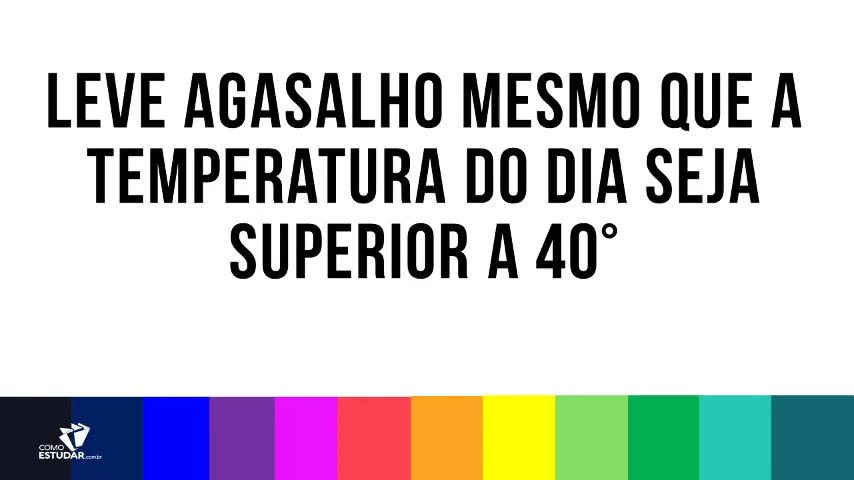 LEVE AGASALHO MESMO QUE A
TEMPERATURA DO DIA SEJA
SUPERIOR A 40°
COMO
ESTUDAR.com.br